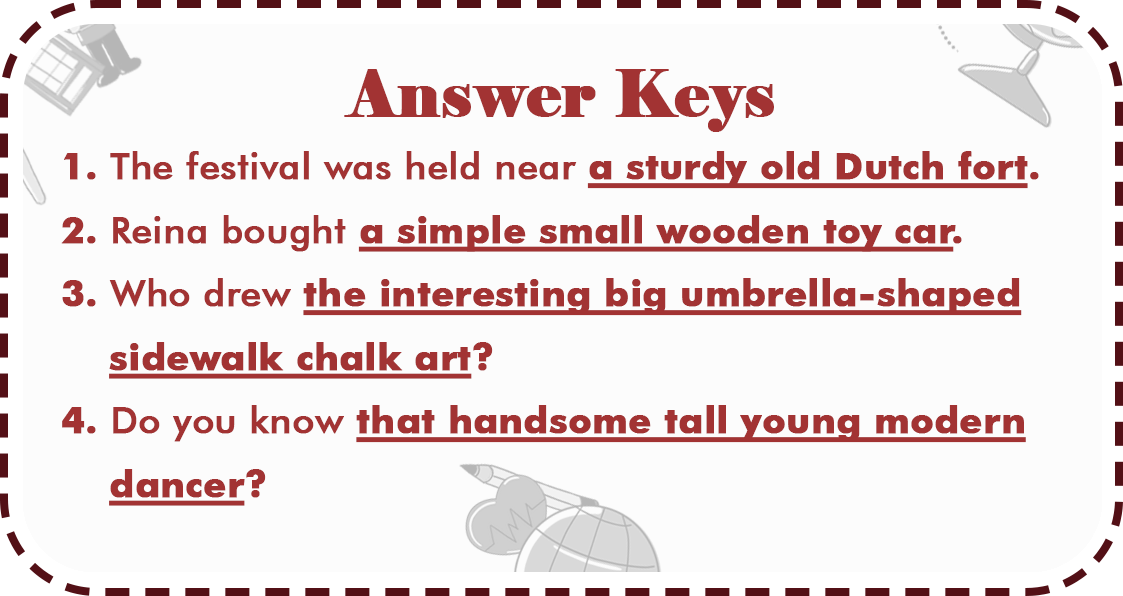 Answer Keys
1. The festival was held near a sturdy old Dutch fort.
2. Reina bought a simple small wooden toy car.
3. Who drew the interesting big umbrella-shaped
sidewalk chalk art?
4. Do you know that handsome tall young modern
dancer?